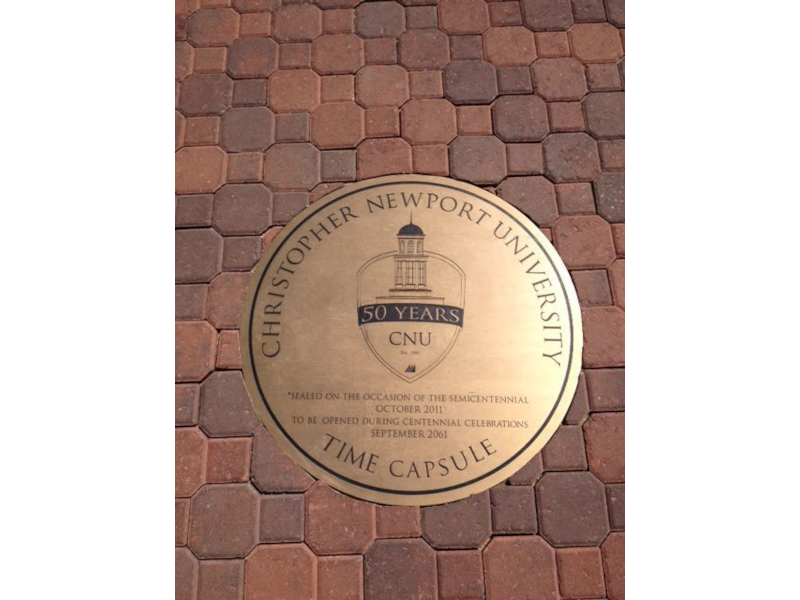 CHRISTOPHER NEWPORT UNIVERSITY
50 YEARS
CNU
"SEALED ON THE OCCASION OF THE SEMICENTENNIAL
OCTOBER 2011
TO BE OPENED DURING CENTENNIAL CELEBRATIONS
SEPTEMBER 2061
TIME CAPSULE